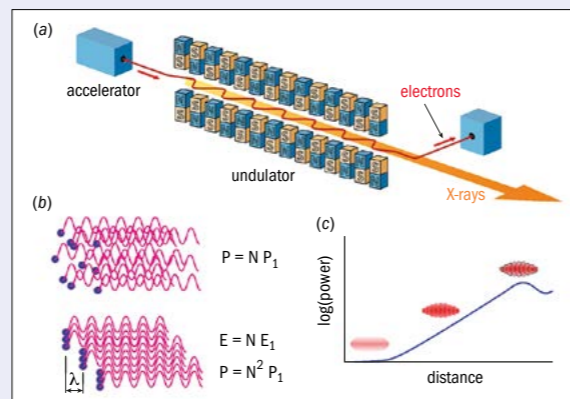 (a)
accelerator
undulator
electrons
X-rays
(b)
P = N P₁
E = N E₁
P = N² P₁
λ
(c)
log(power)
distance